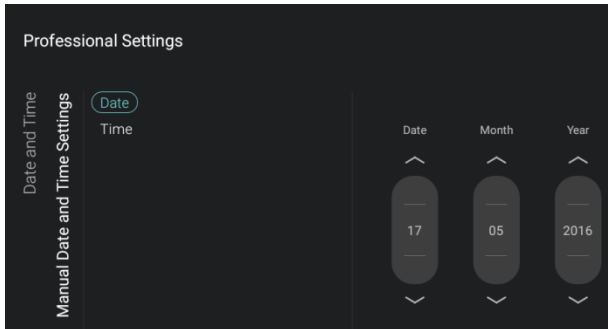 Professional Settings
Date and Time
Manual Date and Time Settings
Date
Time
Date Month Year
17 05 2016